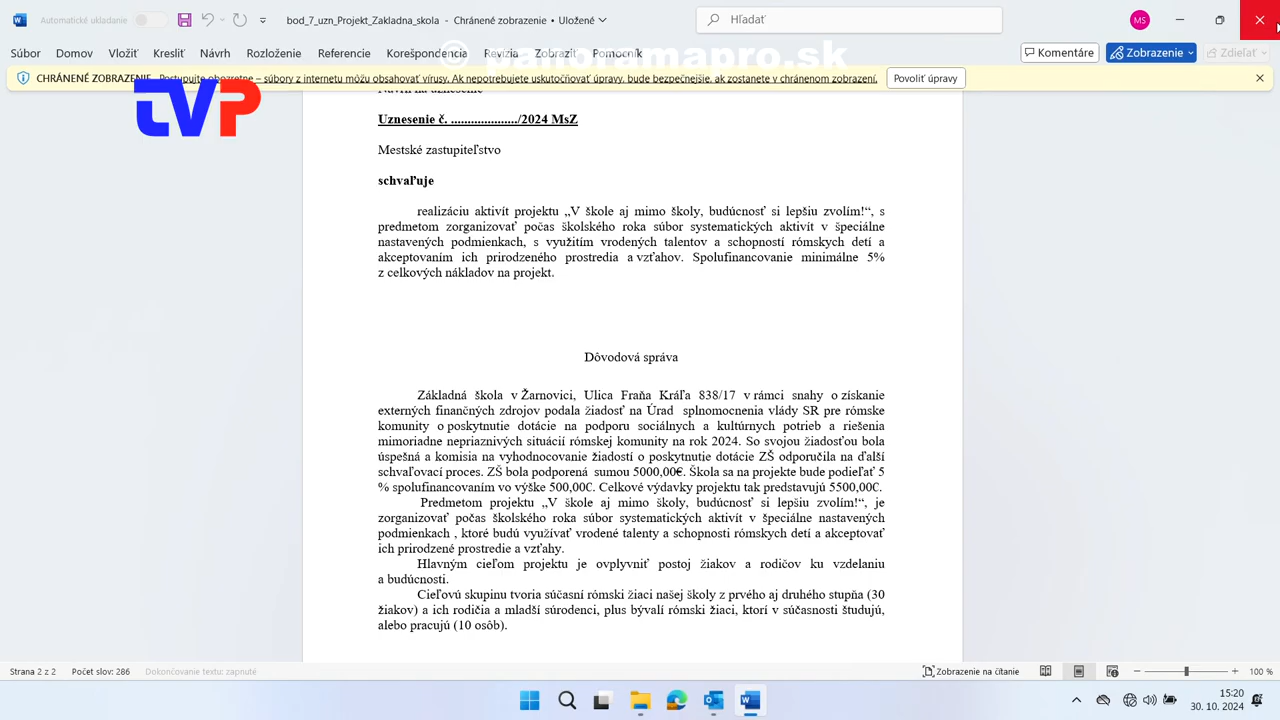 Automatické ukladanie
bod_7_uzn_Projekt_Zakladna_skola - Chránené zobrazenie • Uložené
Hľadať
MS
Súbor Domov Vložiť Kresliť Návrh Rozloženie Referencie Korešpondencia Revízia Zobraziť Pomocník
Komentáre Zobrazenie Zdieľať
© vanoramapro.sk
CHRÁNENÉ ZOBRAZENIE Postupujte obozretne – súbory z internetu môžu obsahovať vírusy. Ak nepotrebujete uskutočňovať úpravy, bude bezpečnejšie, ak zostanete v chránenom zobrazení. Povoliť úpravy
tVP
Návrh na uznesenie
Uznesenie č. ..................../2024 MsZ
Mestské zastupiteľstvo
schvaľuje
realizáciu aktivít projektu „V škole aj mimo školy, budúcnosť si lepšiu zvolím!“, s
predmetom zorganizovať počas školského roka súbor systematických aktivít v špeciálne
nastavených podmienkach, s využitím vrodených talentov a schopností rómskych detí a
akceptovaním ich prirodzeného prostredia a vzťahov. Spolufinancovanie minimálne 5%
z celkových nákladov na projekt.
Dôvodová správa
Základná škola v Žarnovici, Ulica Fraňa Kráľa 838/17 v rámci snahy o získanie
externých finančných zdrojov podala žiadosť na Úrad splnomocnenia vlády SR pre rómske
komunity o poskytnutie dotácie na podporu sociálnych a kultúrnych potrieb a riešenia
mimoriadne nepriaznivých situácií rómskej komunity na rok 2024. So svojou žiadosťou bola
úspešná a komisia na vyhodnocovanie žiadostí o poskytnutie dotácie ZŠ odporučila na ďalší
schvaľovací proces. ZŠ bola podporená sumou 5000,00€. Škola sa na projekte bude podieľať 5
% spolufinancovaním vo výške 500,00€. Celkové výdavky projektu tak predstavujú 5500,00€.
Predmetom projektu „V škole aj mimo školy, budúcnosť si lepšiu zvolím!“, je
zorganizovať počas školského roka súbor systematických aktivít v špeciálne nastavených
podmienkach , ktoré budú využívať vrodené talenty a schopnosti rómskych detí a akceptovať
ich prirodzené prostredie a vzťahy.
Hlavným cieľom projektu je ovplyvniť postoj žiakov a rodičov ku vzdelaniu
a budúcnosti.
Cieľovú skupinu tvoria súčasní rómski žiaci našej školy z prvého aj druhého stupňa (30
žiakov) a ich rodičia a mladší súrodenci, plus bývalí rómski žiaci, ktorí v súčasnosti študujú,
alebo pracujú (10 osôb).
Strana 2 z 2 Počet slov: 286 Dokončovanie textu: zapnuté Zobrazenie na čítanie 100 %
15:20
30. 10. 2024